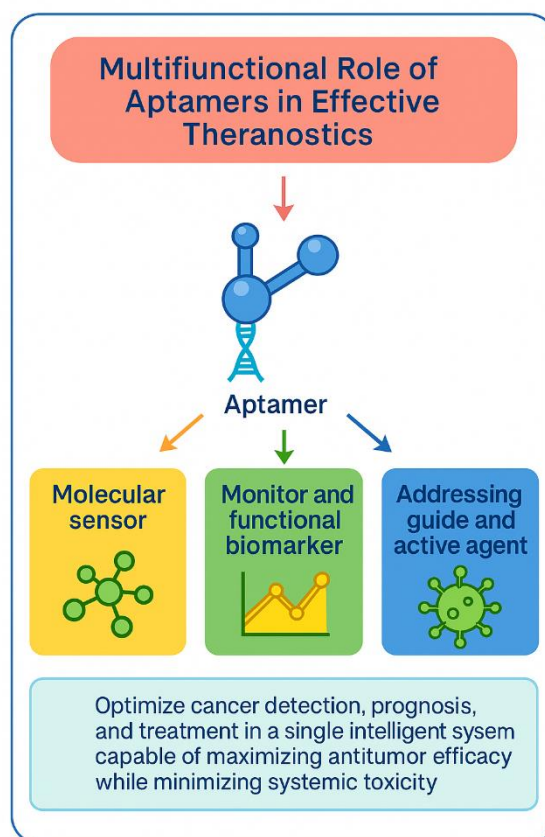 Multifiunctional Role of
Aptamers in Effective
Theranostics
Aptamer
Molecular
sensor
Monitor and
functional
biomarker
Addressing
guide and
active agent
Optimize cancer detection, prognosis,
and treatment in a single intelligent sysem
capable of maximizing antitumor efficacy
while minimizing systemic toxicity